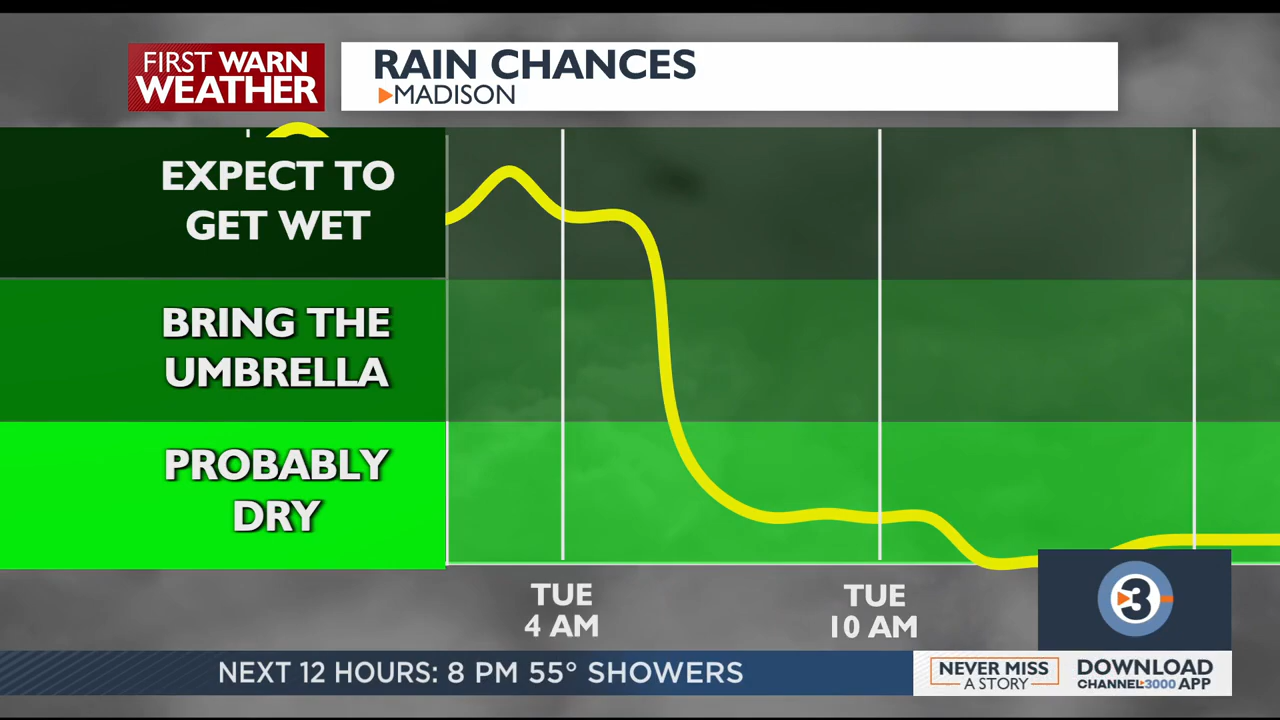 FIRST WARN
WEATHER
RAIN CHANCES
MADISON
EXPECT TO
GET WET
BRING THE
UMBRELLA
PROBABLY
DRY
TUE
4 AM
TUE
10 AM
3
NEXT 12 HOURS: 8 PM 55° SHOWERS
NEVER MISS
A STORY
DOWNLOAD
CHANNEL3000 APP